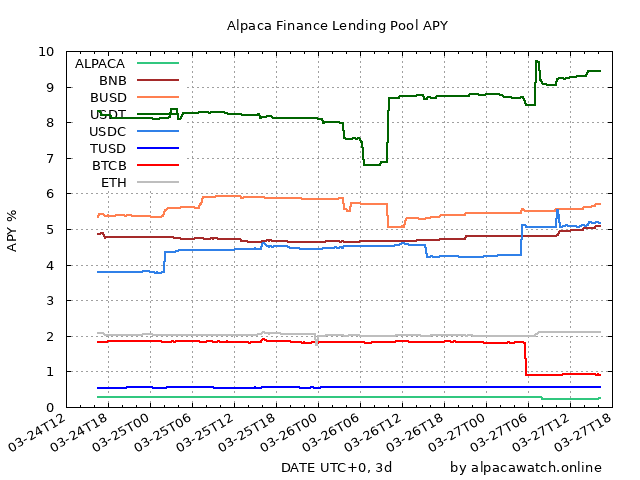 Alpaca Finance Lending Pool APY
10
9
8
7
6
5
4
3
2
1
0
APY %
ALPACA
BNB
BUSD
USDT
USDC
TUSD
BTCB
ETH
03-24T12
03-24T18
03-25T00
03-25T06
03-25T12
03-25T18
03-26T00
03-26T06
03-26T12
03-26T18
03-27T00
03-27T06
03-27T12
03-27T18
DATE UTC+0, 3d
by alpacawatch.online